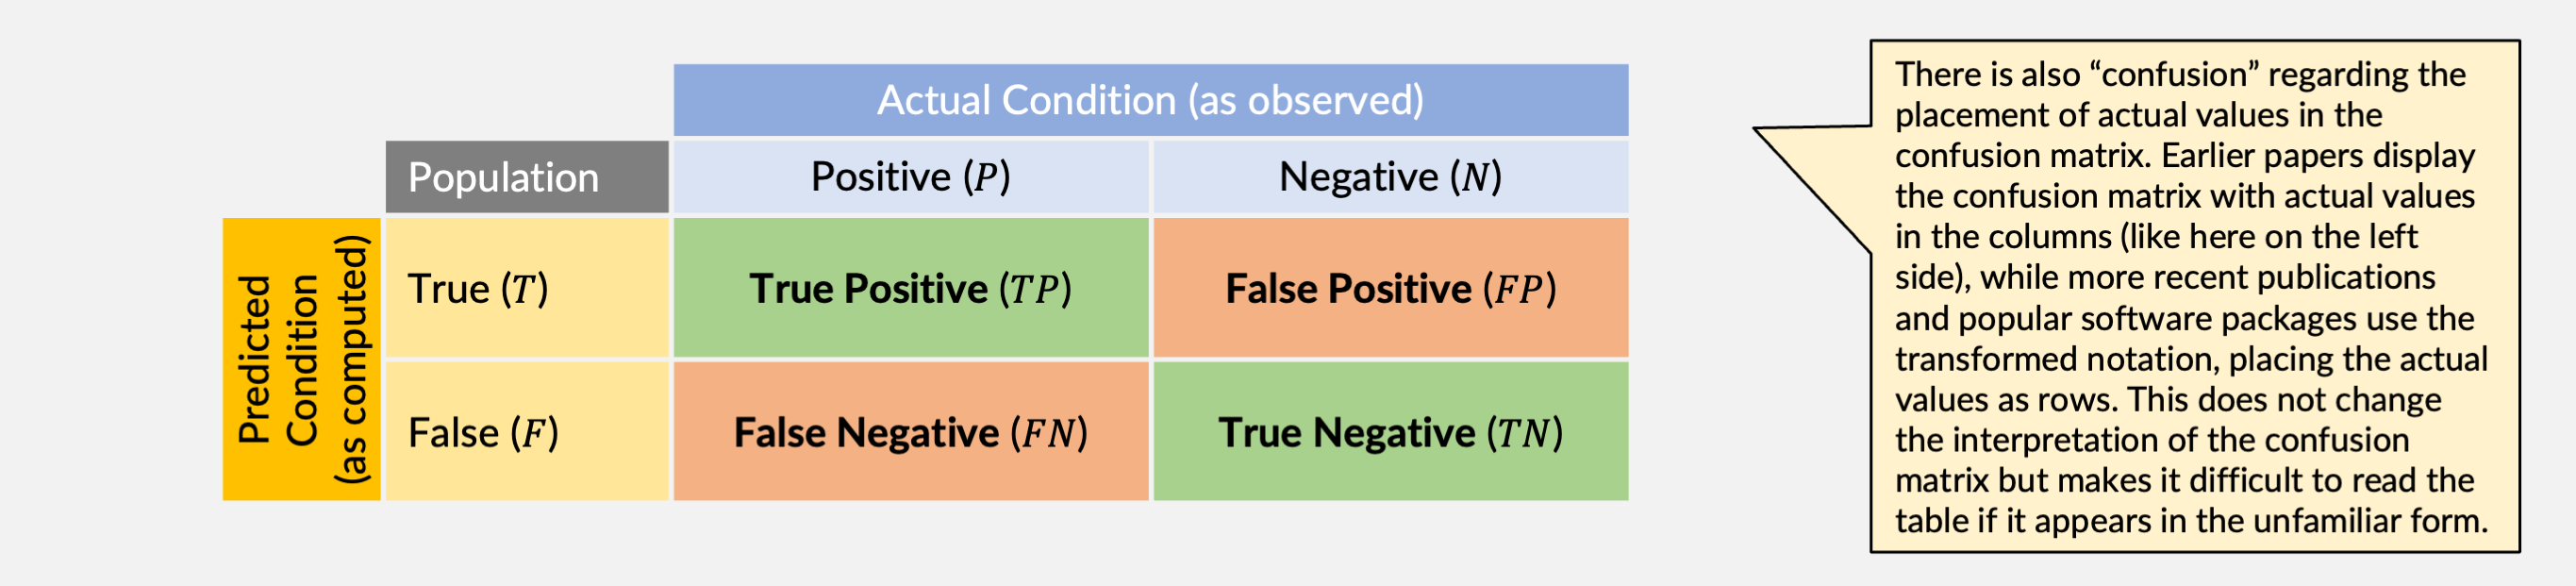 Actual Condition (as observed)
Population
Positive (P)
Negative (N)
Predicted
Condition
(as computed)
True (T)
True Positive (TP)
False Positive (FP)
False (F)
False Negative (FN)
True Negative (TN)
There is also “confusion” regarding the
placement of actual values in the
confusion matrix. Earlier papers display
the confusion matrix with actual values
in the columns (like here on the left
side), while more recent publications
and popular software packages use the
transformed notation, placing the actual
values as rows. This does not change
the interpretation of the confusion
matrix but makes it difficult to read the
table if it appears in the unfamiliar form.